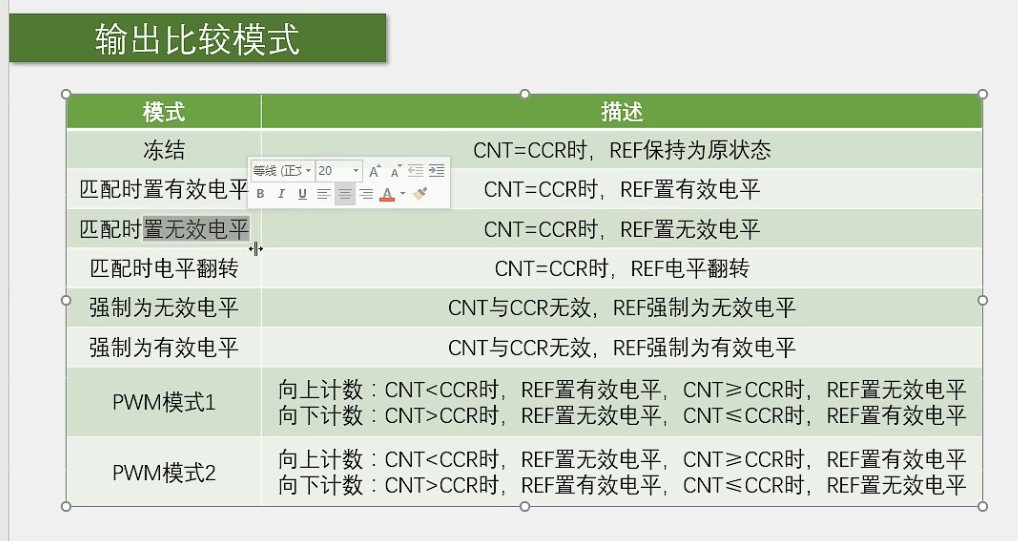 输出比较模式
模式 描述
冻结 CNT=CCR时，REF保持为原状态
等线 (正文 20 A A
匹配时置有效电平 CNT=CCR时，REF置有效电平
B I U A
匹配时置无效电平 CNT=CCR时，REF置无效电平
匹配时电平翻转 CNT=CCR时，REF电平翻转
强制为无效电平 CNT与CCR无效，REF强制为无效电平
强制为有效电平 CNT与CCR无效，REF强制为有效电平
PWM模式1
向上计数：CNT<CCR时，REF置有效电平，CNT≥CCR时，REF置无效电平
向下计数：CNT>CCR时，REF置无效电平，CNT≤CCR时，REF置有效电平
PWM模式2
向上计数：CNT<CCR时，REF置无效电平，CNT≥CCR时，REF置有效电平
向下计数：CNT>CCR时，REF置有效电平，CNT≤CCR时，REF置无效电平